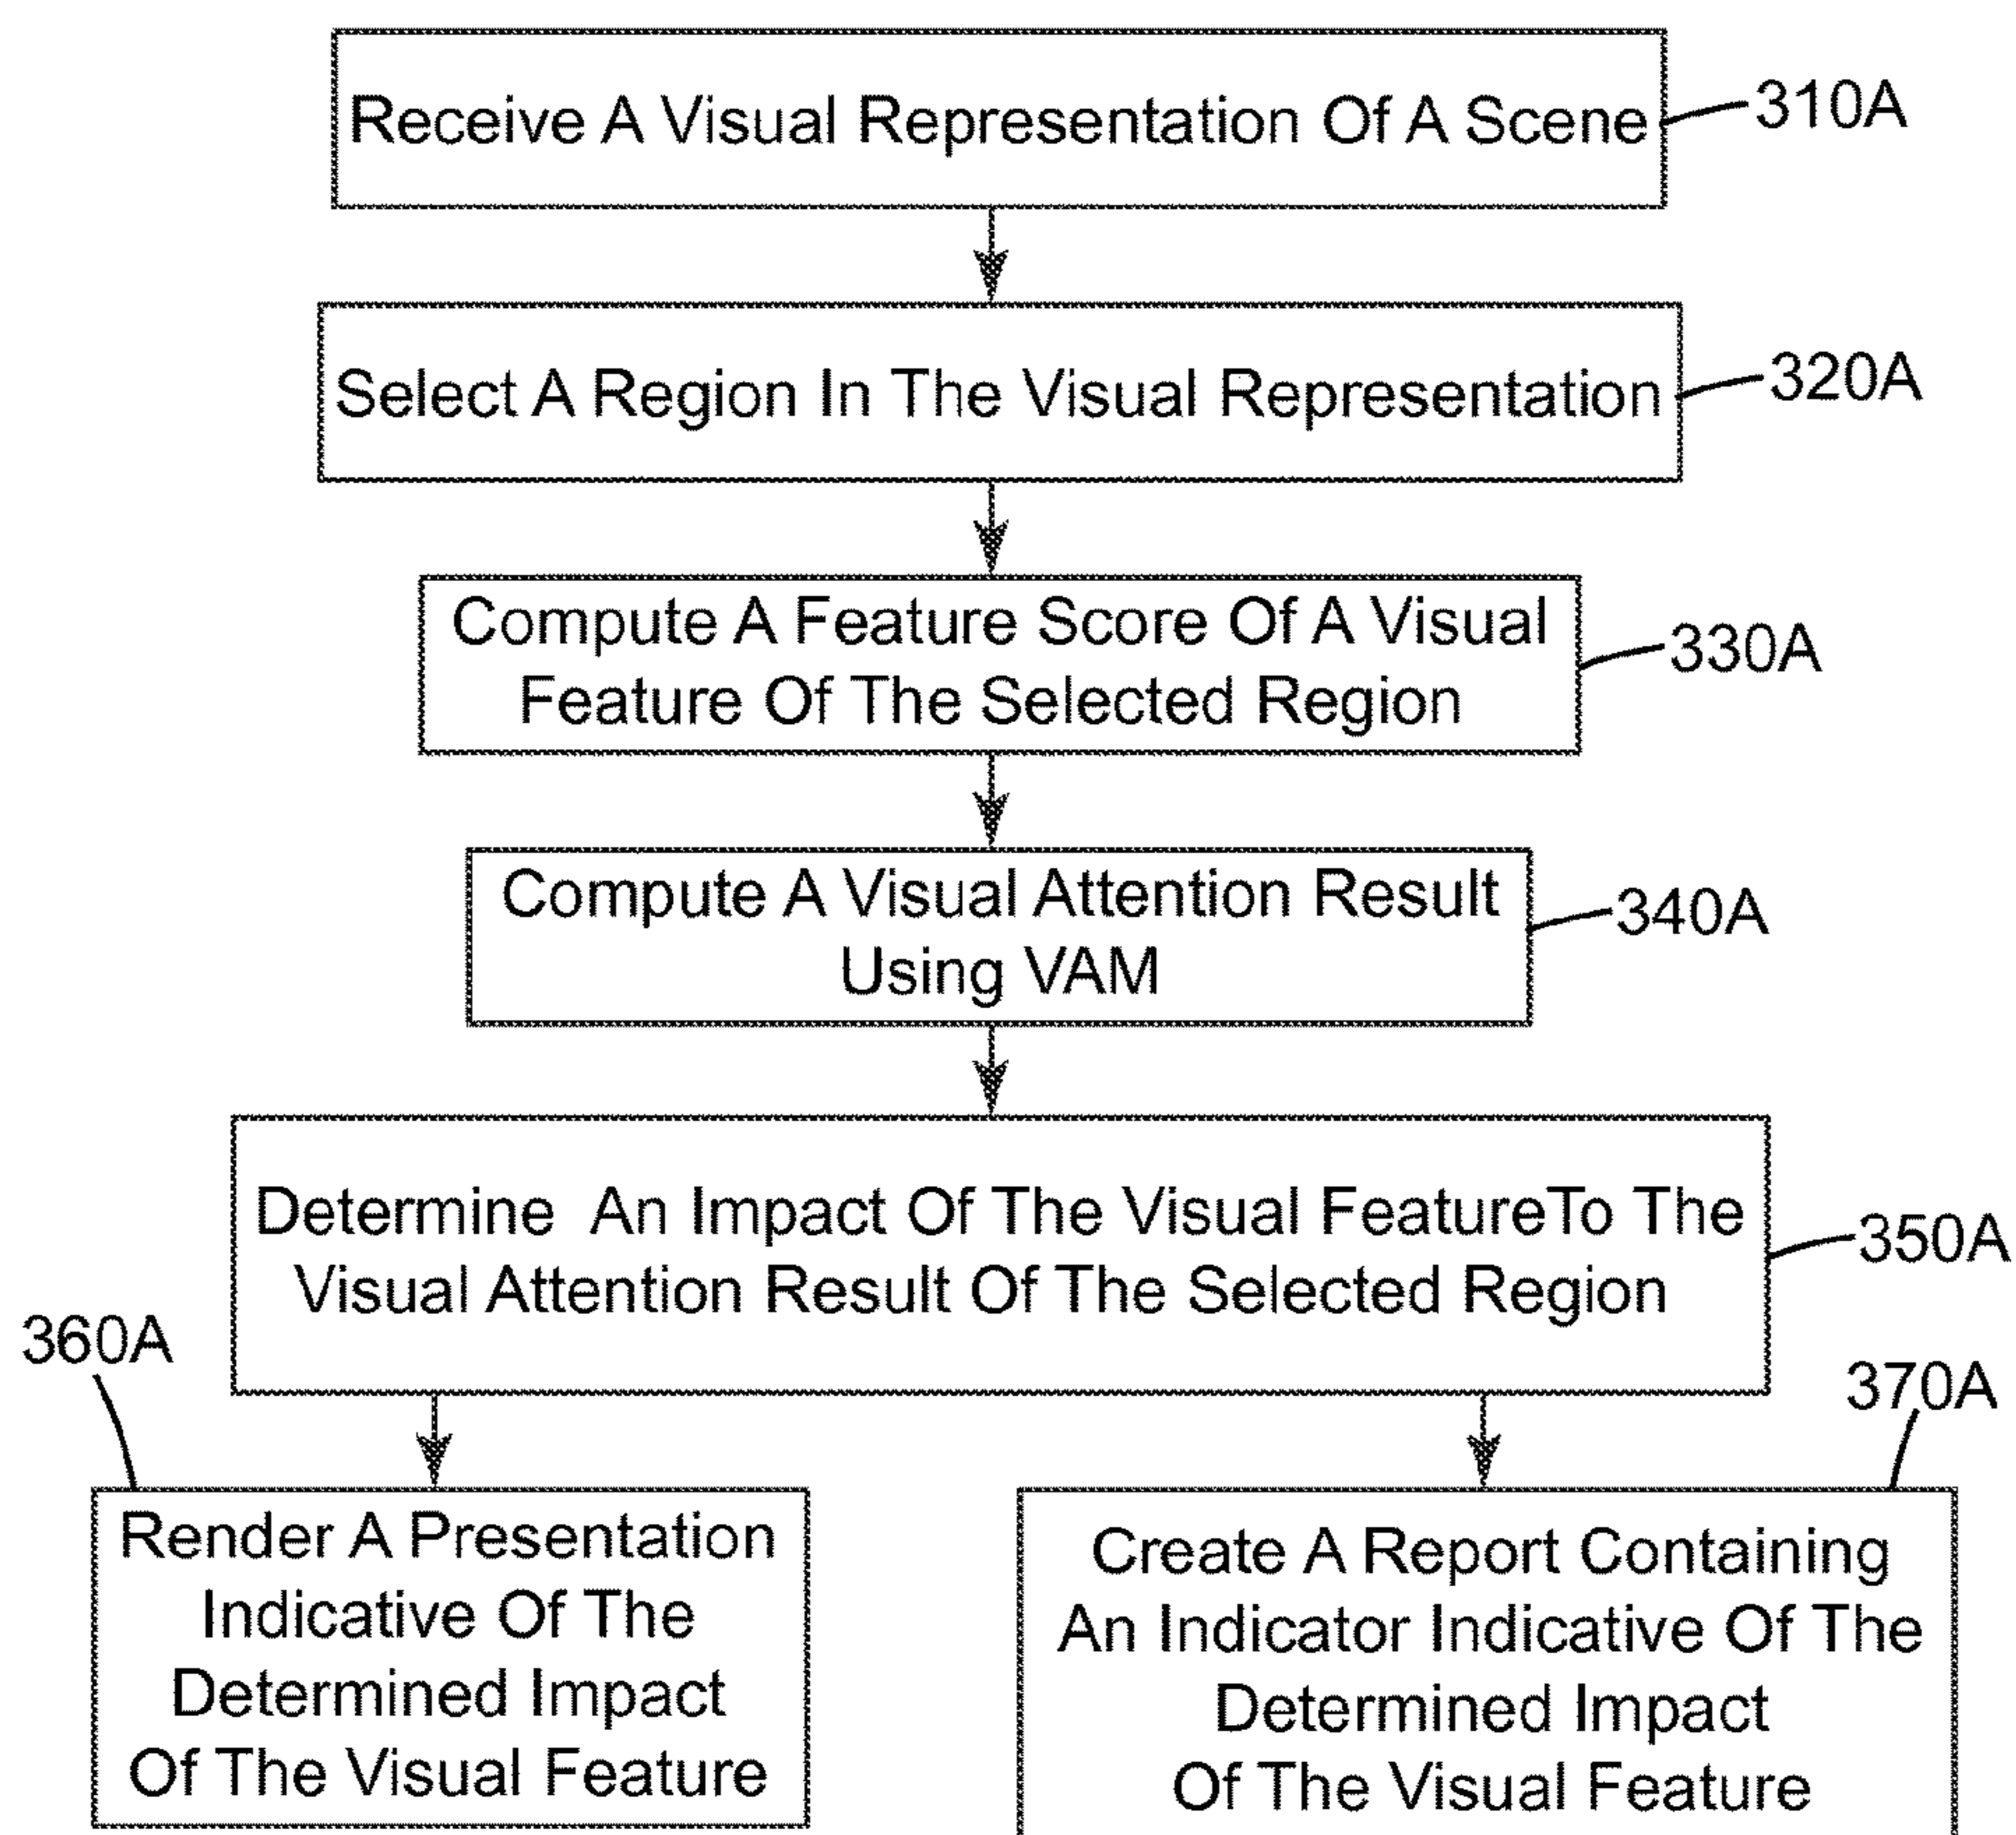 Receive A Visual Representation Of A Scene
310A
Select A Region In The Visual Representation
320A
Compute A Feature Score Of A Visual
Feature Of The Selected Region
330A
Compute A Visual Attention Result
Using VAM
340A
Determine An Impact Of The Visual FeatureTo The
Visual Attention Result Of The Selected Region
350A
360A
Render A Presentation
Indicative Of The
Determined Impact
Of The Visual Feature
370A
Create A Report Containing
An Indicator Indicative Of The
Determined Impact
Of The Visual Feature